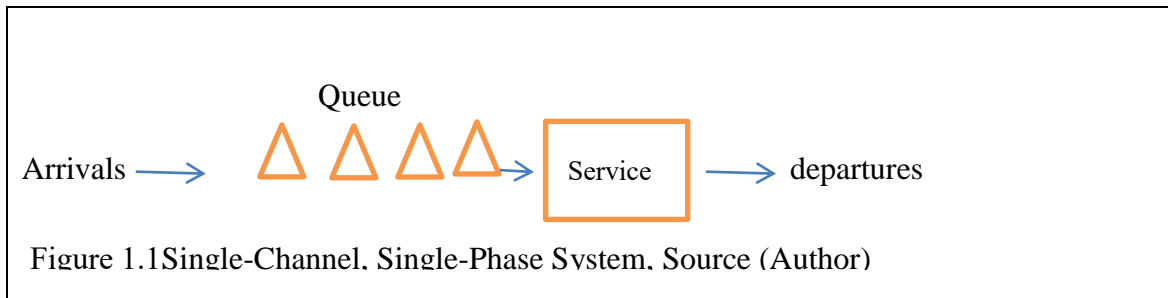 Queue
Arrivals
Service
departures
Figure 1.1Single-Channel, Single-Phase System, Source (Author)